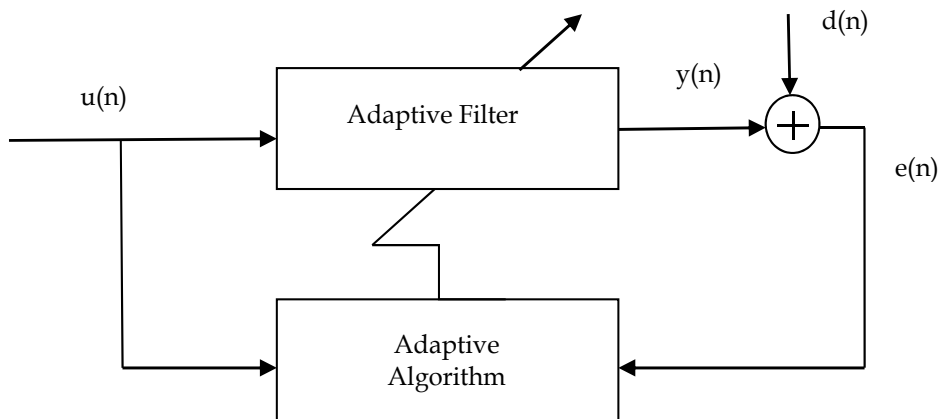 d(n)
u(n)
y(n)
Adaptive Filter
e(n)
Adaptive
Algorithm